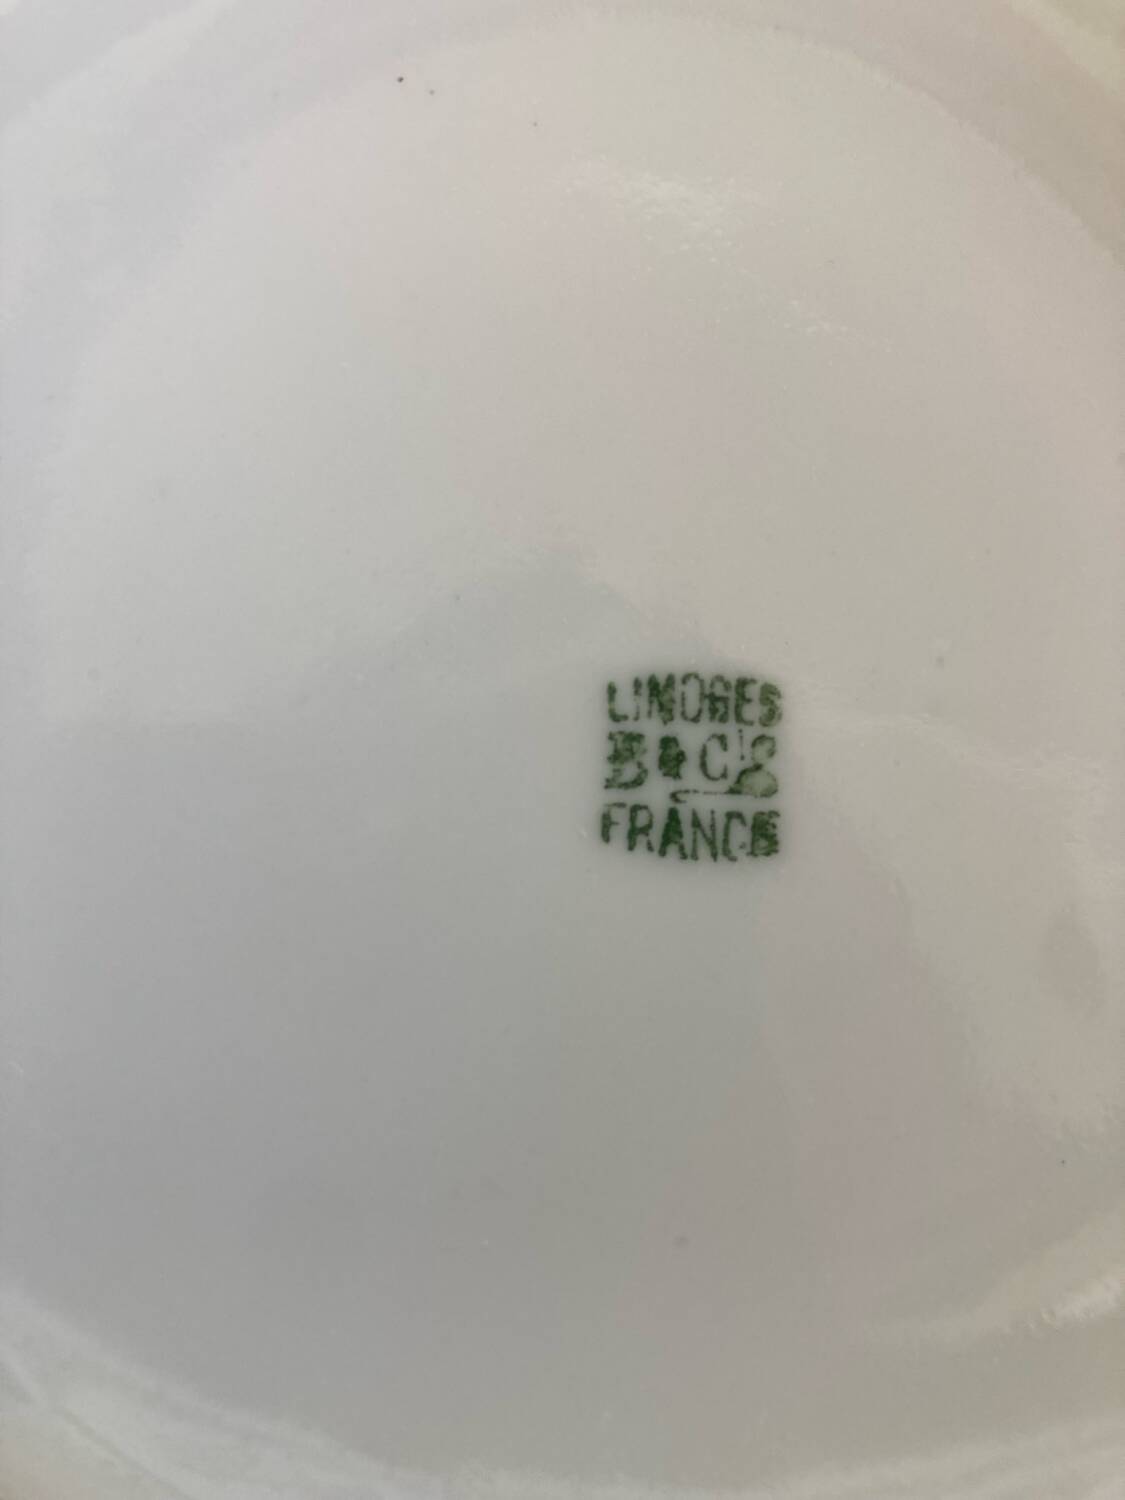 LIMOGES
B & Cie
FRANCE